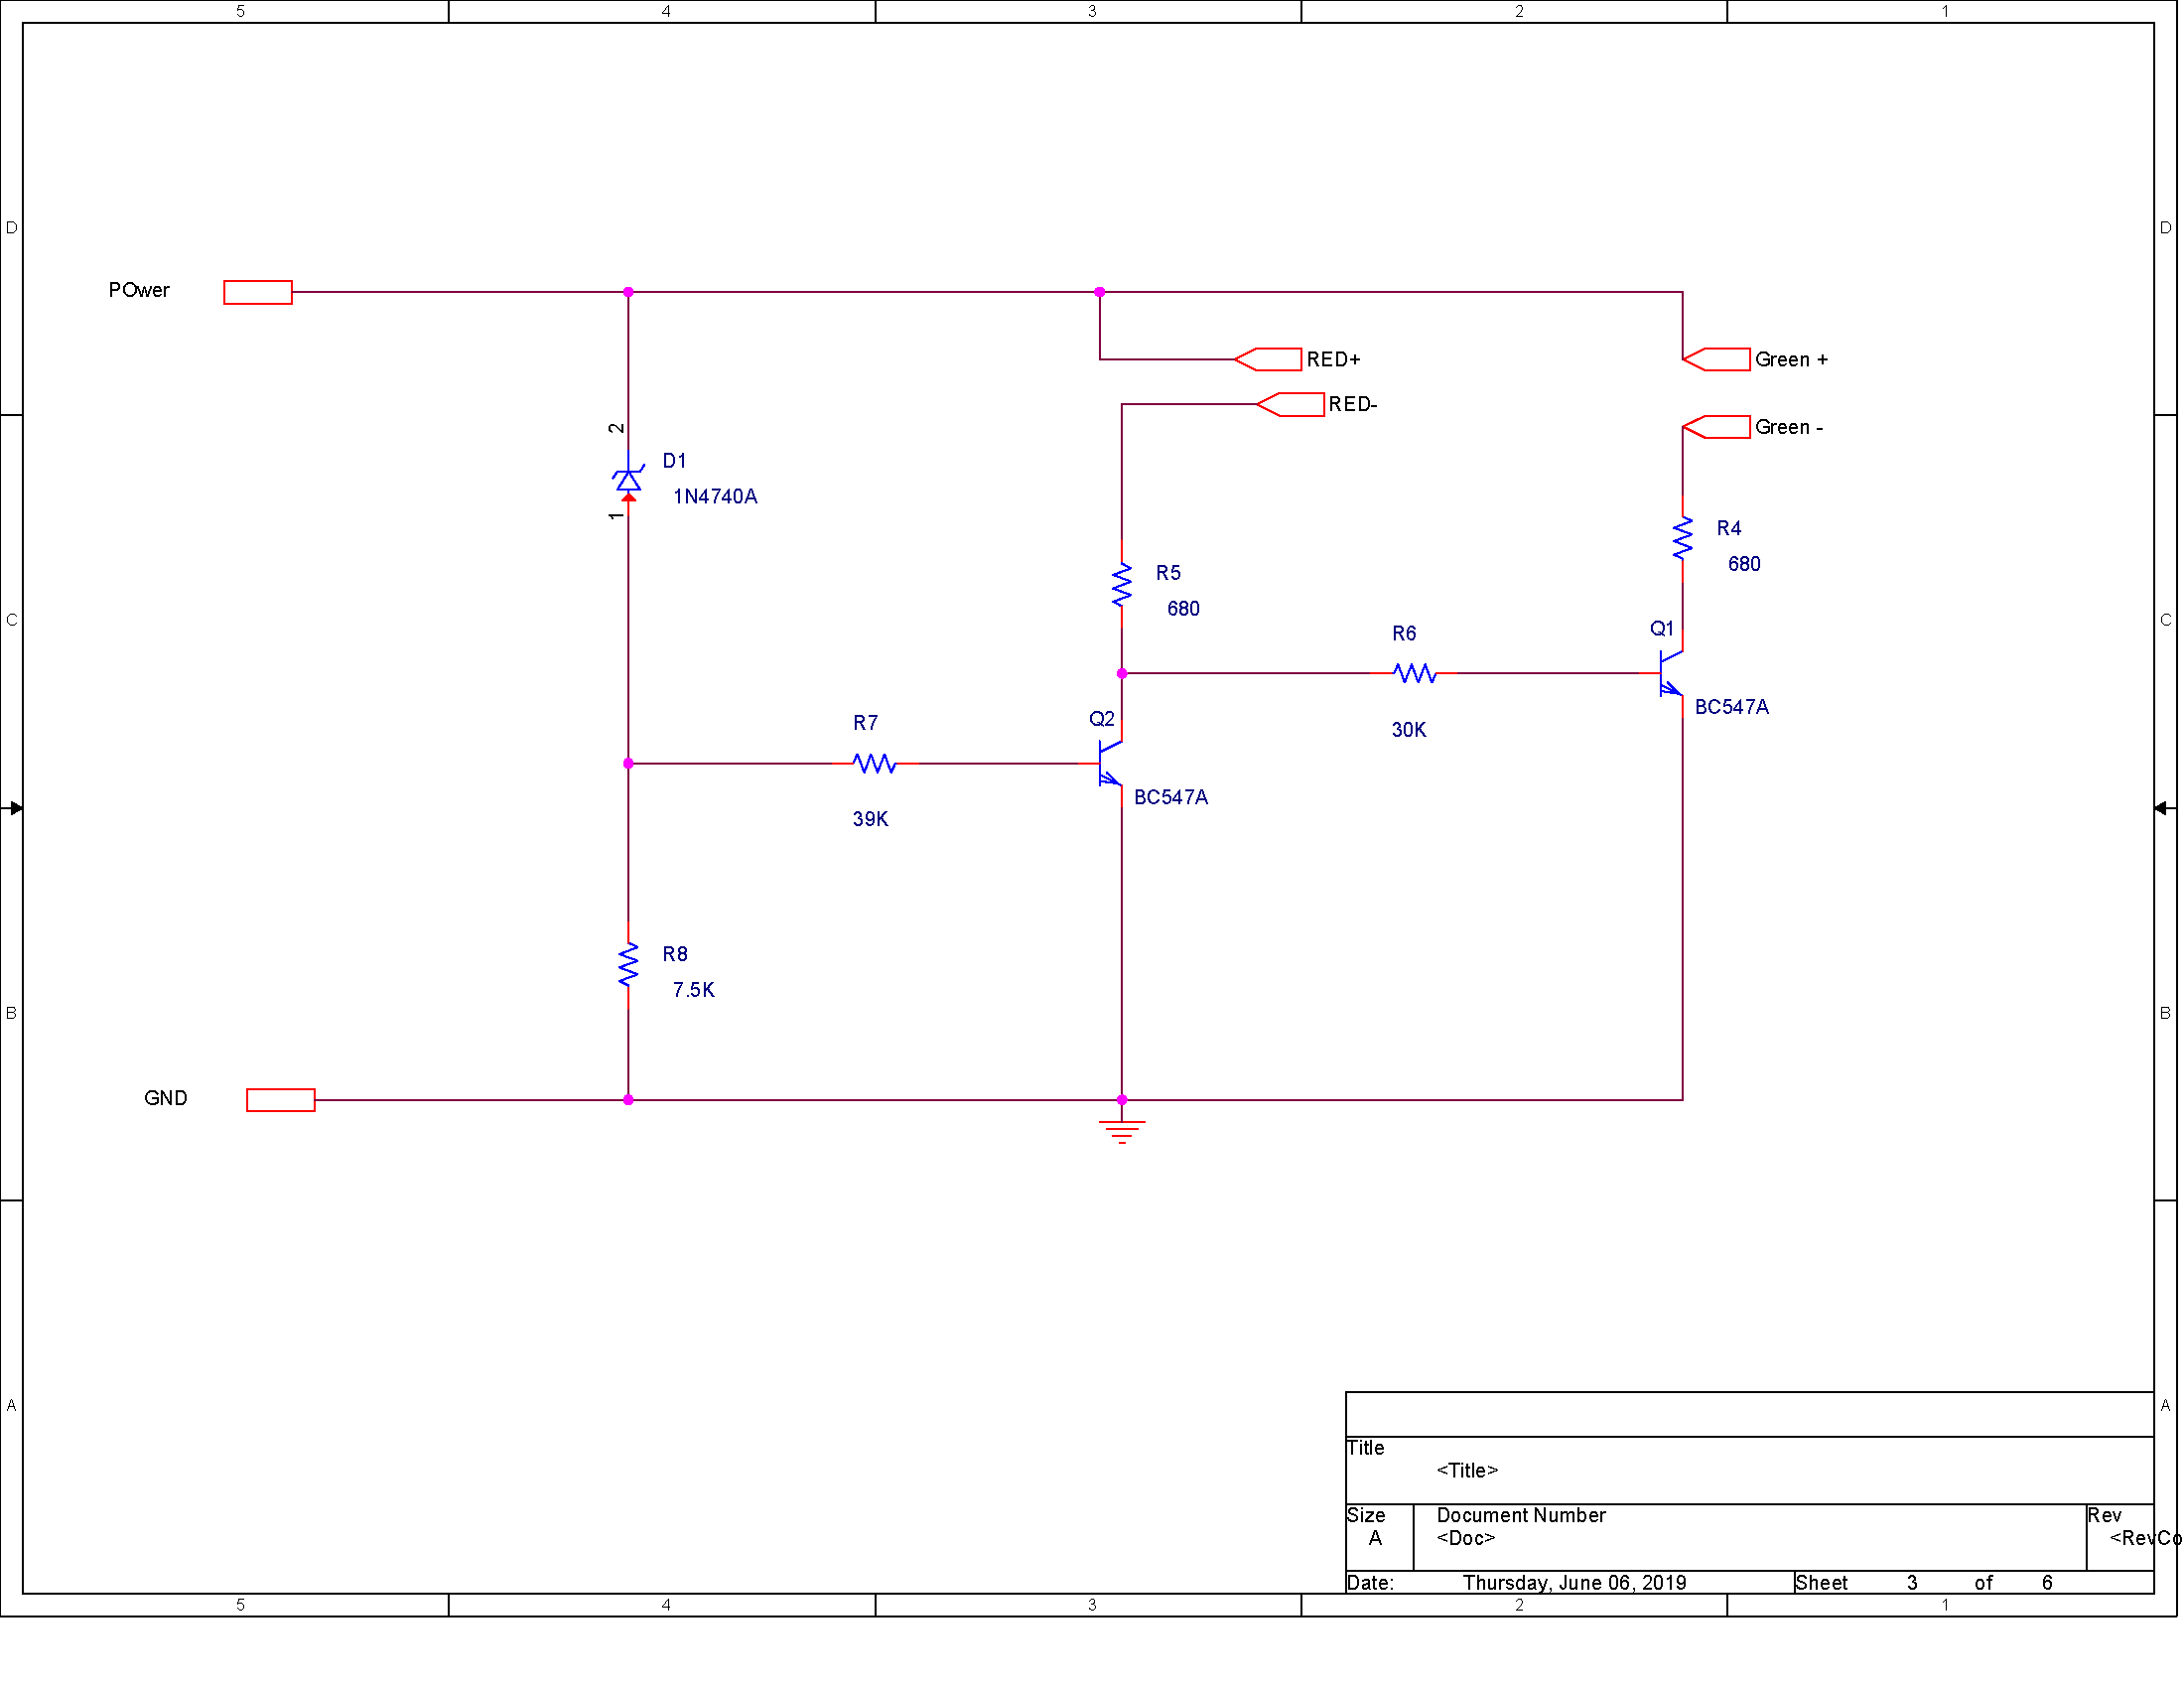 5 4 3 2 1
D D
POwer
RED+ Green +
RED- Green -
2
D1
1N4740A
1
R4
680
R5
680
C C
R6
Q1
30K
BC547A
R7
Q2
39K
BC547A
R8
7.5K
B B
GND
A A
Title
<Title>
Size Document Number Rev
A <Doc> <RevCo
Date: Thursday, June 06, 2019 Sheet 3 of 6
5 4 3 2 1